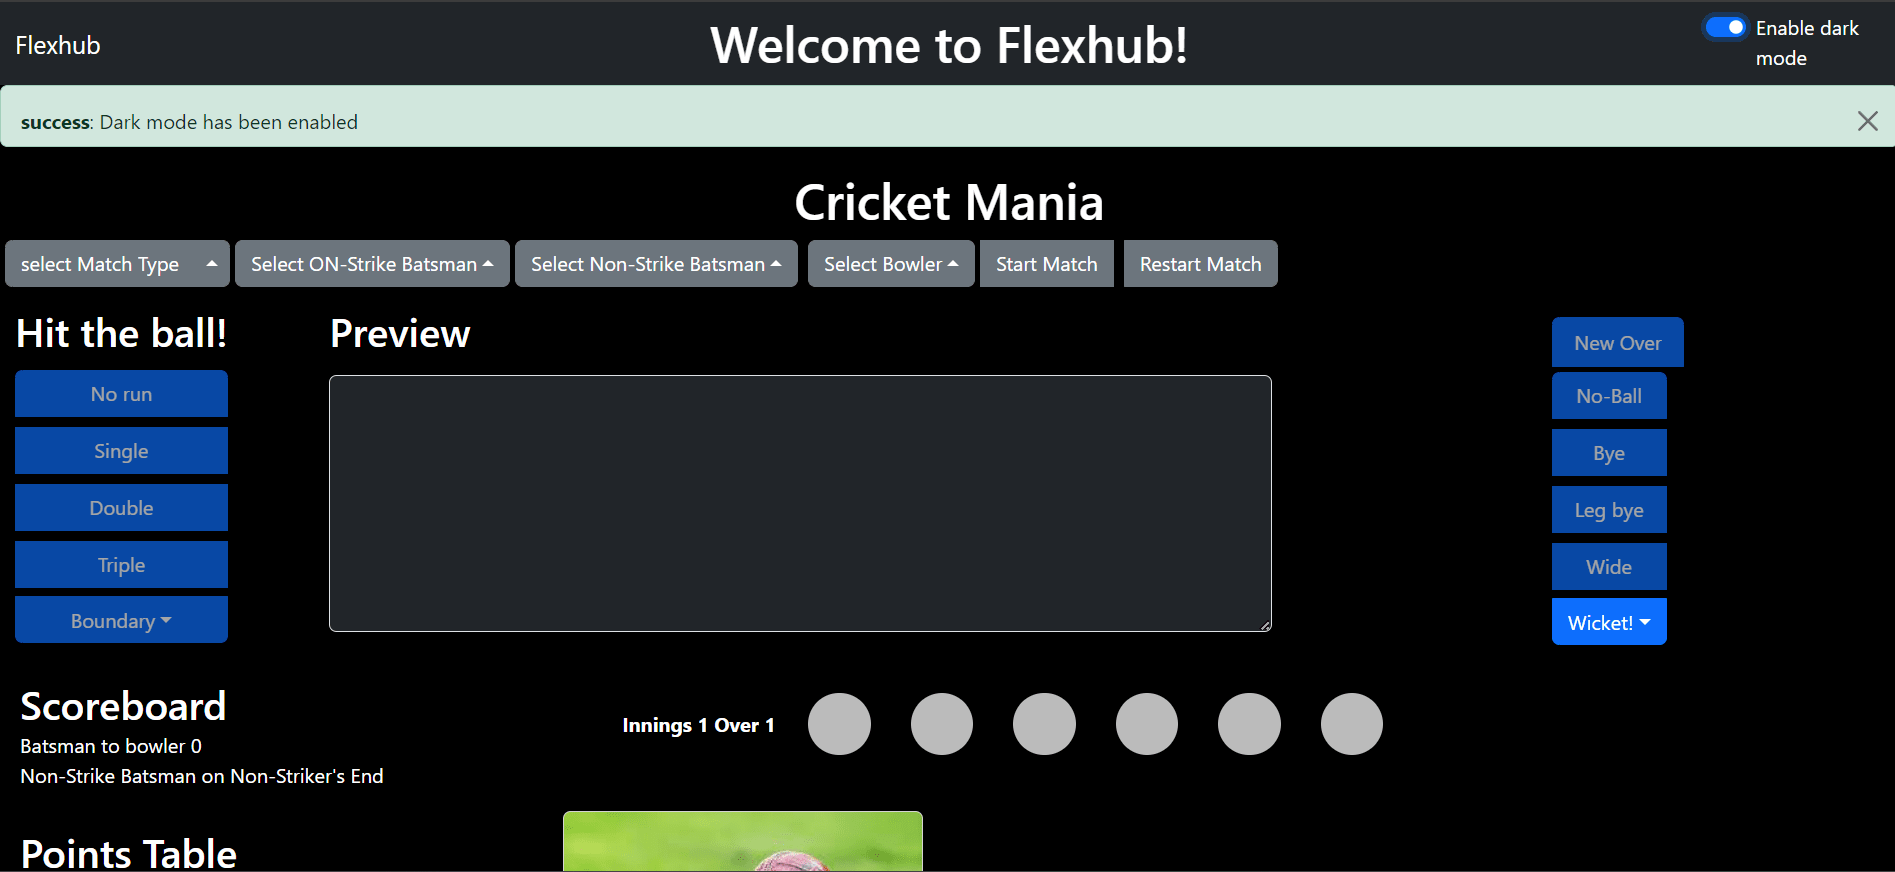 Flexhub
Welcome to Flexhub!
Enable dark
mode
success: Dark mode has been enabled
Cricket Mania
select Match Type
Select ON-Strike Batsman
Select Non-Strike Batsman
Select Bowler
Start Match
Restart Match
Hit the ball!
No run
Single
Double
Triple
Boundary
Preview
New Over
No-Ball
Bye
Leg bye
Wide
Wicket!
Scoreboard
Batsman to bowler 0
Non-Strike Batsman on Non-Striker's End
Innings 1 Over 1
Points Table